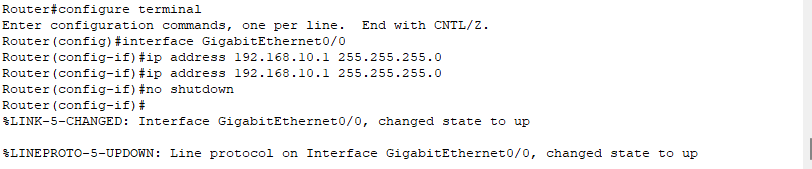 Router#configure terminal
Enter configuration commands, one per line.  End with CNTL/Z.
Router(config)#interface GigabitEthernet0/0
Router(config-if)#ip address 192.168.10.1 255.255.255.0
Router(config-if)#ip address 192.168.10.1 255.255.255.0
Router(config-if)#no shutdown
Router(config-if)#
%LINK-5-CHANGED: Interface GigabitEthernet0/0, changed state to up
%LINEPROTO-5-UPDOWN: Line protocol on Interface GigabitEthernet0/0, changed state to up